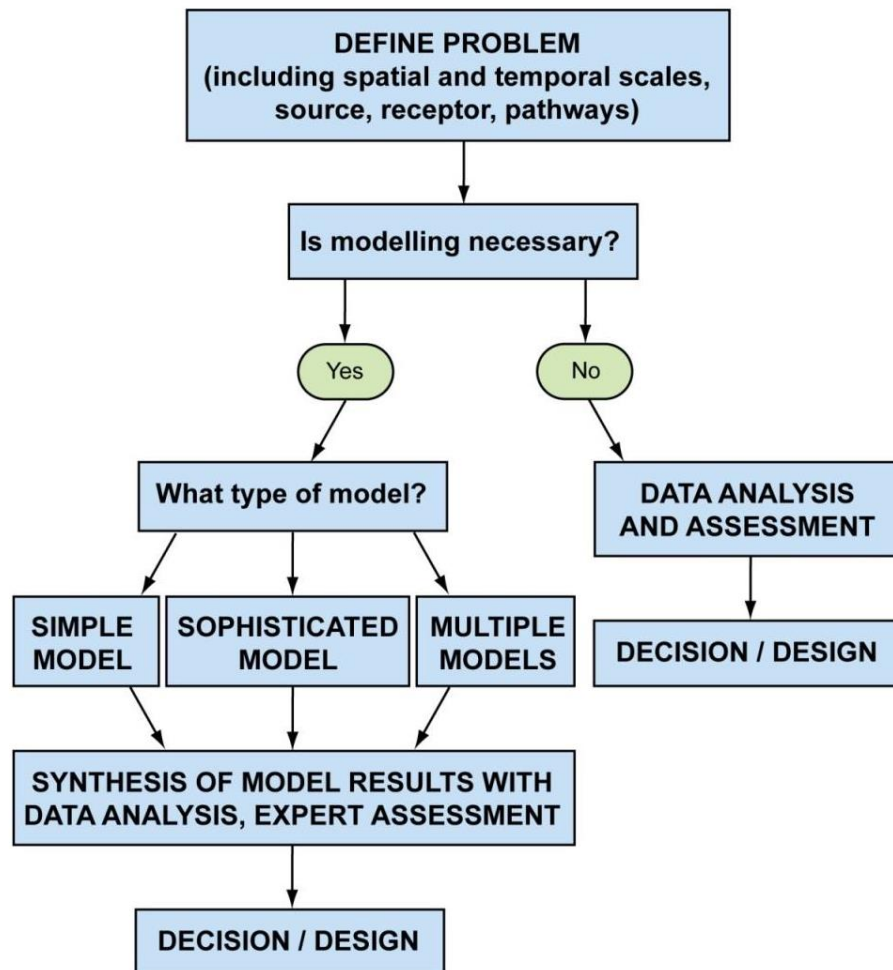 DEFINE PROBLEM
(including spatial and temporal scales,
source, receptor, pathways)
Is modelling necessary?
Yes
No
What type of model?
DATA ANALYSIS
AND ASSESSMENT
SIMPLE
MODEL
SOPHISTICATED
MODEL
MULTIPLE
MODELS
DECISION / DESIGN
SYNTHESIS OF MODEL RESULTS WITH
DATA ANALYSIS, EXPERT ASSESSMENT
DECISION / DESIGN